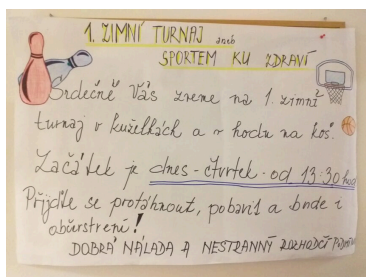 1. ZIMNÍ TURNAJ aneb
SPORTEM KU ZDRAVÍ
Srdečně Vás zveme na 1. zimní
turnaj v kuželkách a v hodu na koš.
Začátek je dnes - čtvrtek - od 13:30 hod
Přijďte se protáhnout, pobavit a bude i
občerstvení!
DOBRÁ NÁLADA A NESTRANNÝ ROZHODČÍ